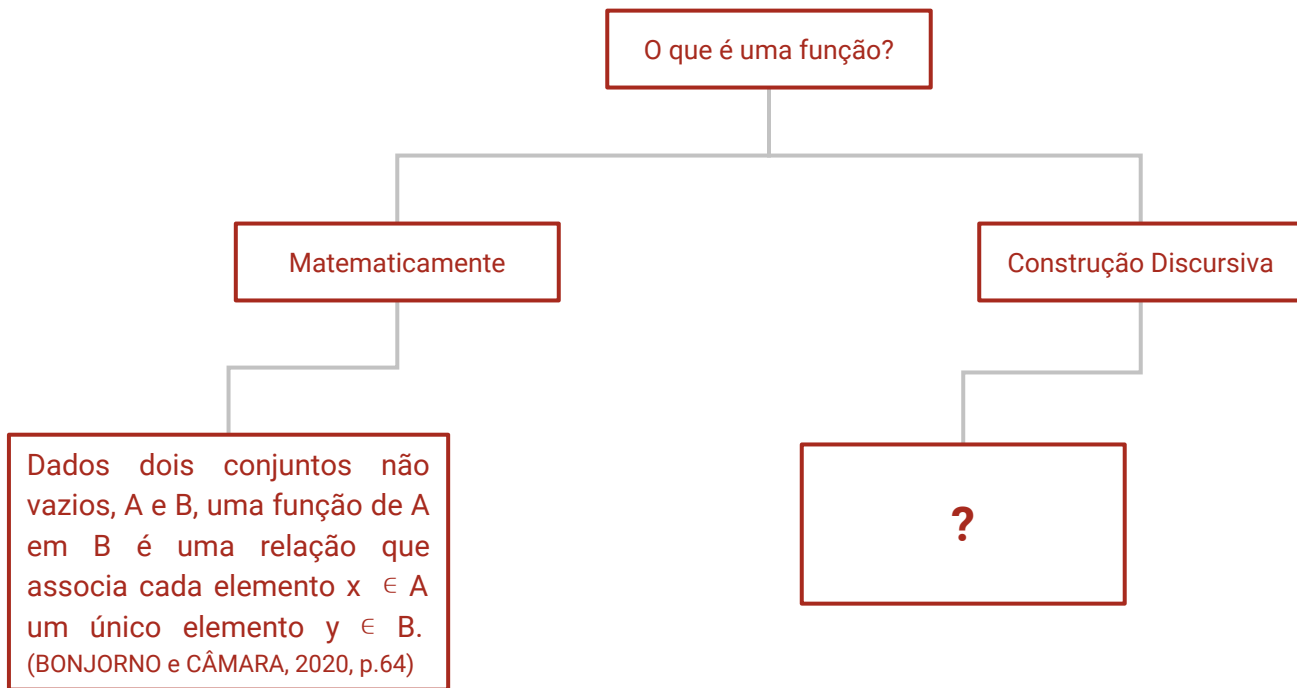 O que é uma função?
Matematicamente
Construção Discursiva
Dados dois conjuntos não
vazios, A e B, uma função de A
em B é uma relação que
associa cada elemento x ∈ A
um único elemento y ∈ B.
(BONJORNO e CÂMARA, 2020, p.64)
?